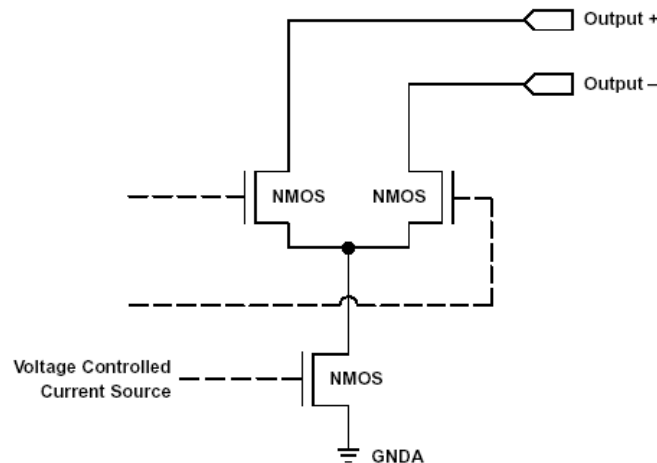 Output +
Output –
NMOS
NMOS
Voltage Controlled
Current Source
NMOS
GNDA